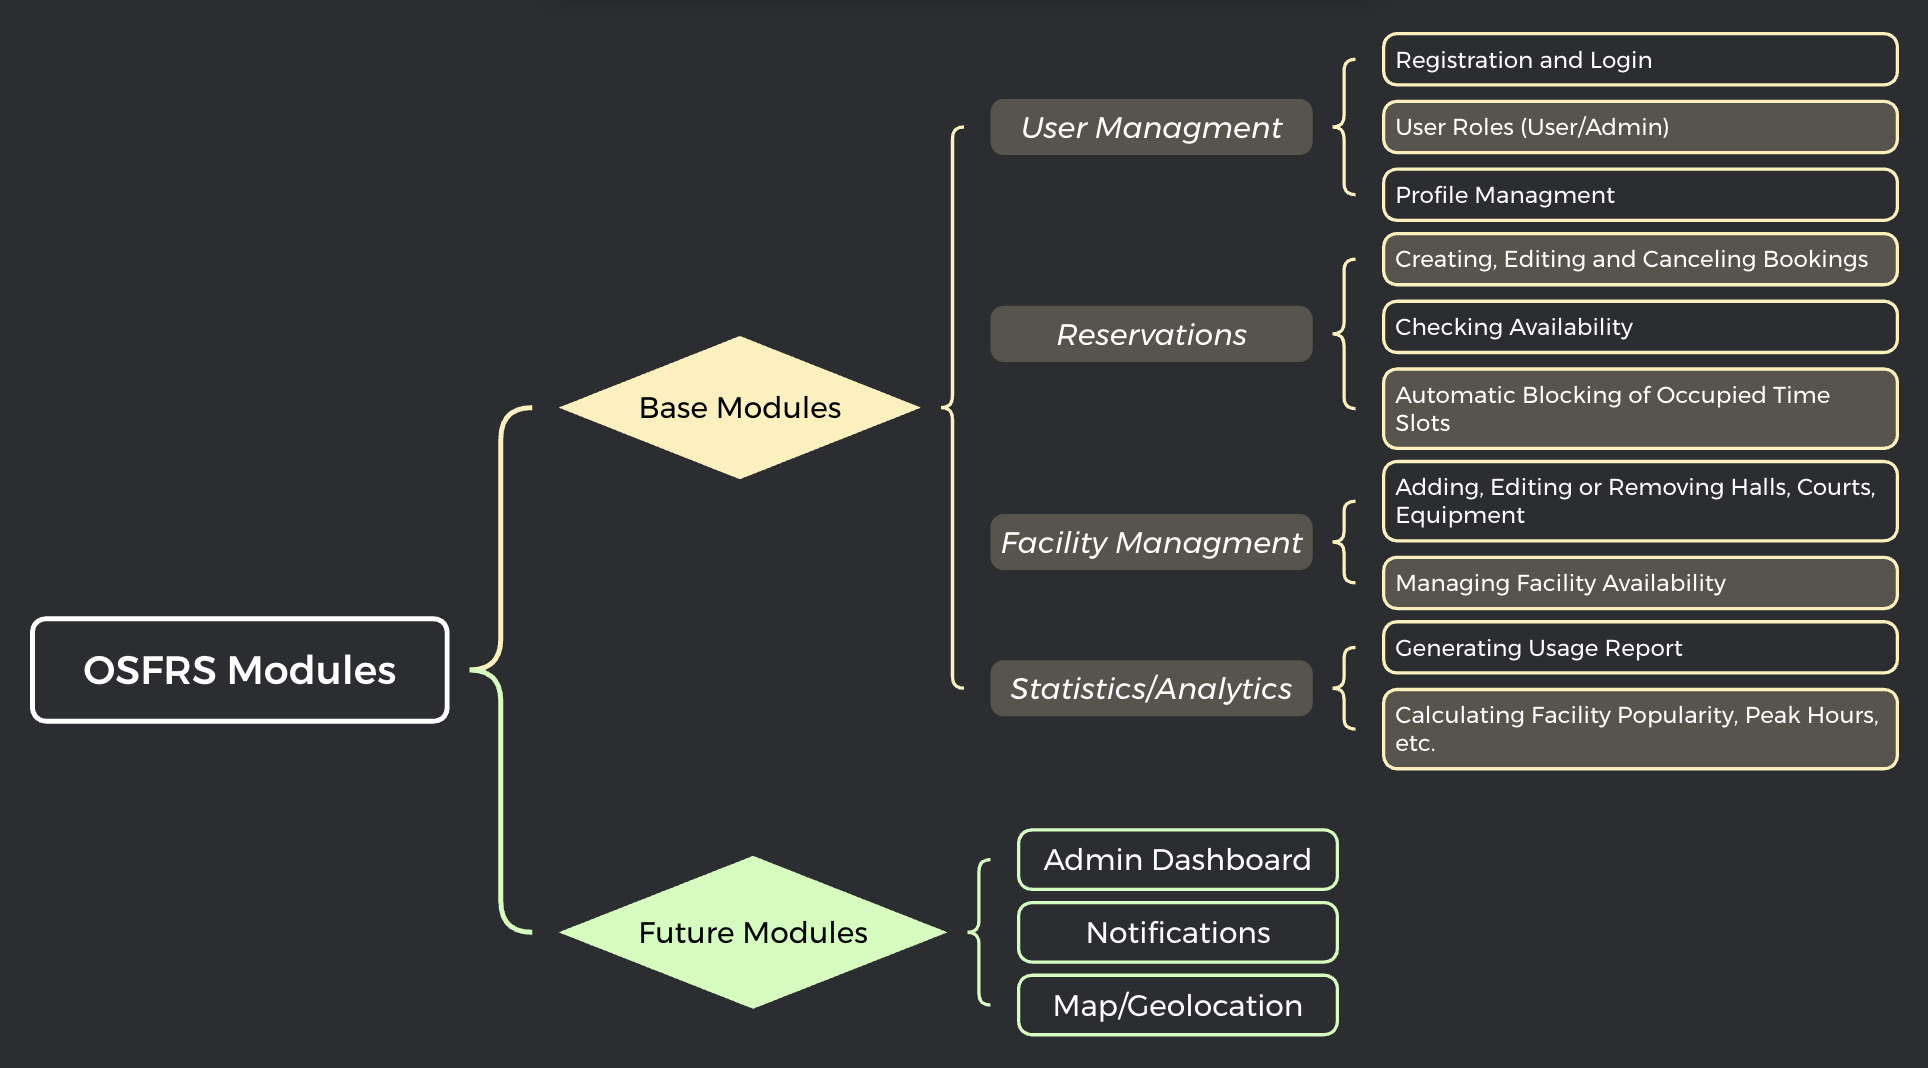 OSFRS Modules
Base Modules
User Managment
Registration and Login
User Roles (User/Admin)
Profile Managment
Reservations
Creating, Editing and Canceling Bookings
Checking Availability
Automatic Blocking of Occupied Time
Slots
Facility Managment
Adding, Editing or Removing Halls, Courts,
Equipment
Managing Facility Availability
Statistics/Analytics
Generating Usage Report
Calculating Facility Popularity, Peak Hours,
etc.
Future Modules
Admin Dashboard
Notifications
Map/Geolocation